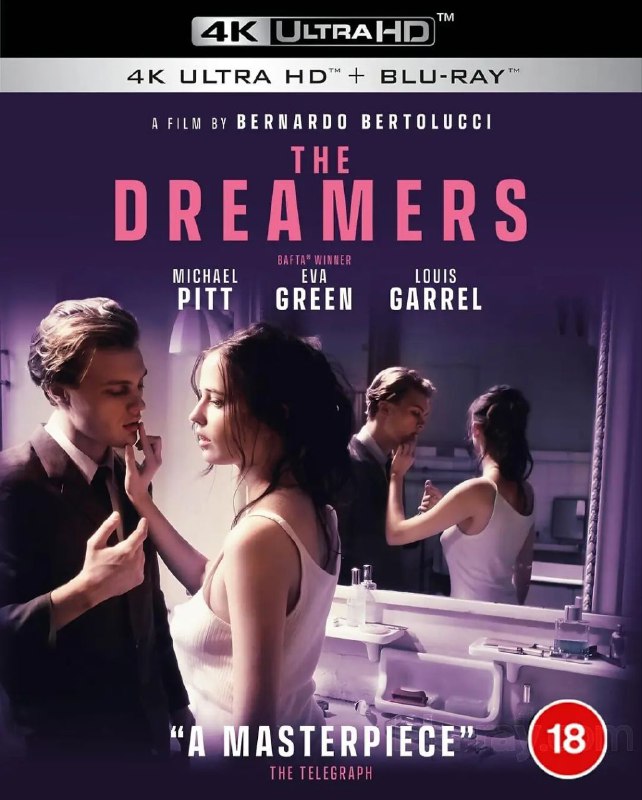 4K ULTRA HD™
4K ULTRA HD™ + BLU-RAY™
A FILM BY BERNARDO BERTOLUCCI
THE
DREAMERS
BAFTA® WINNER
MICHAEL PITT
EVA GREEN
LOUIS GARREL
"A MASTERPIECE"
THE TELEGRAPH
18